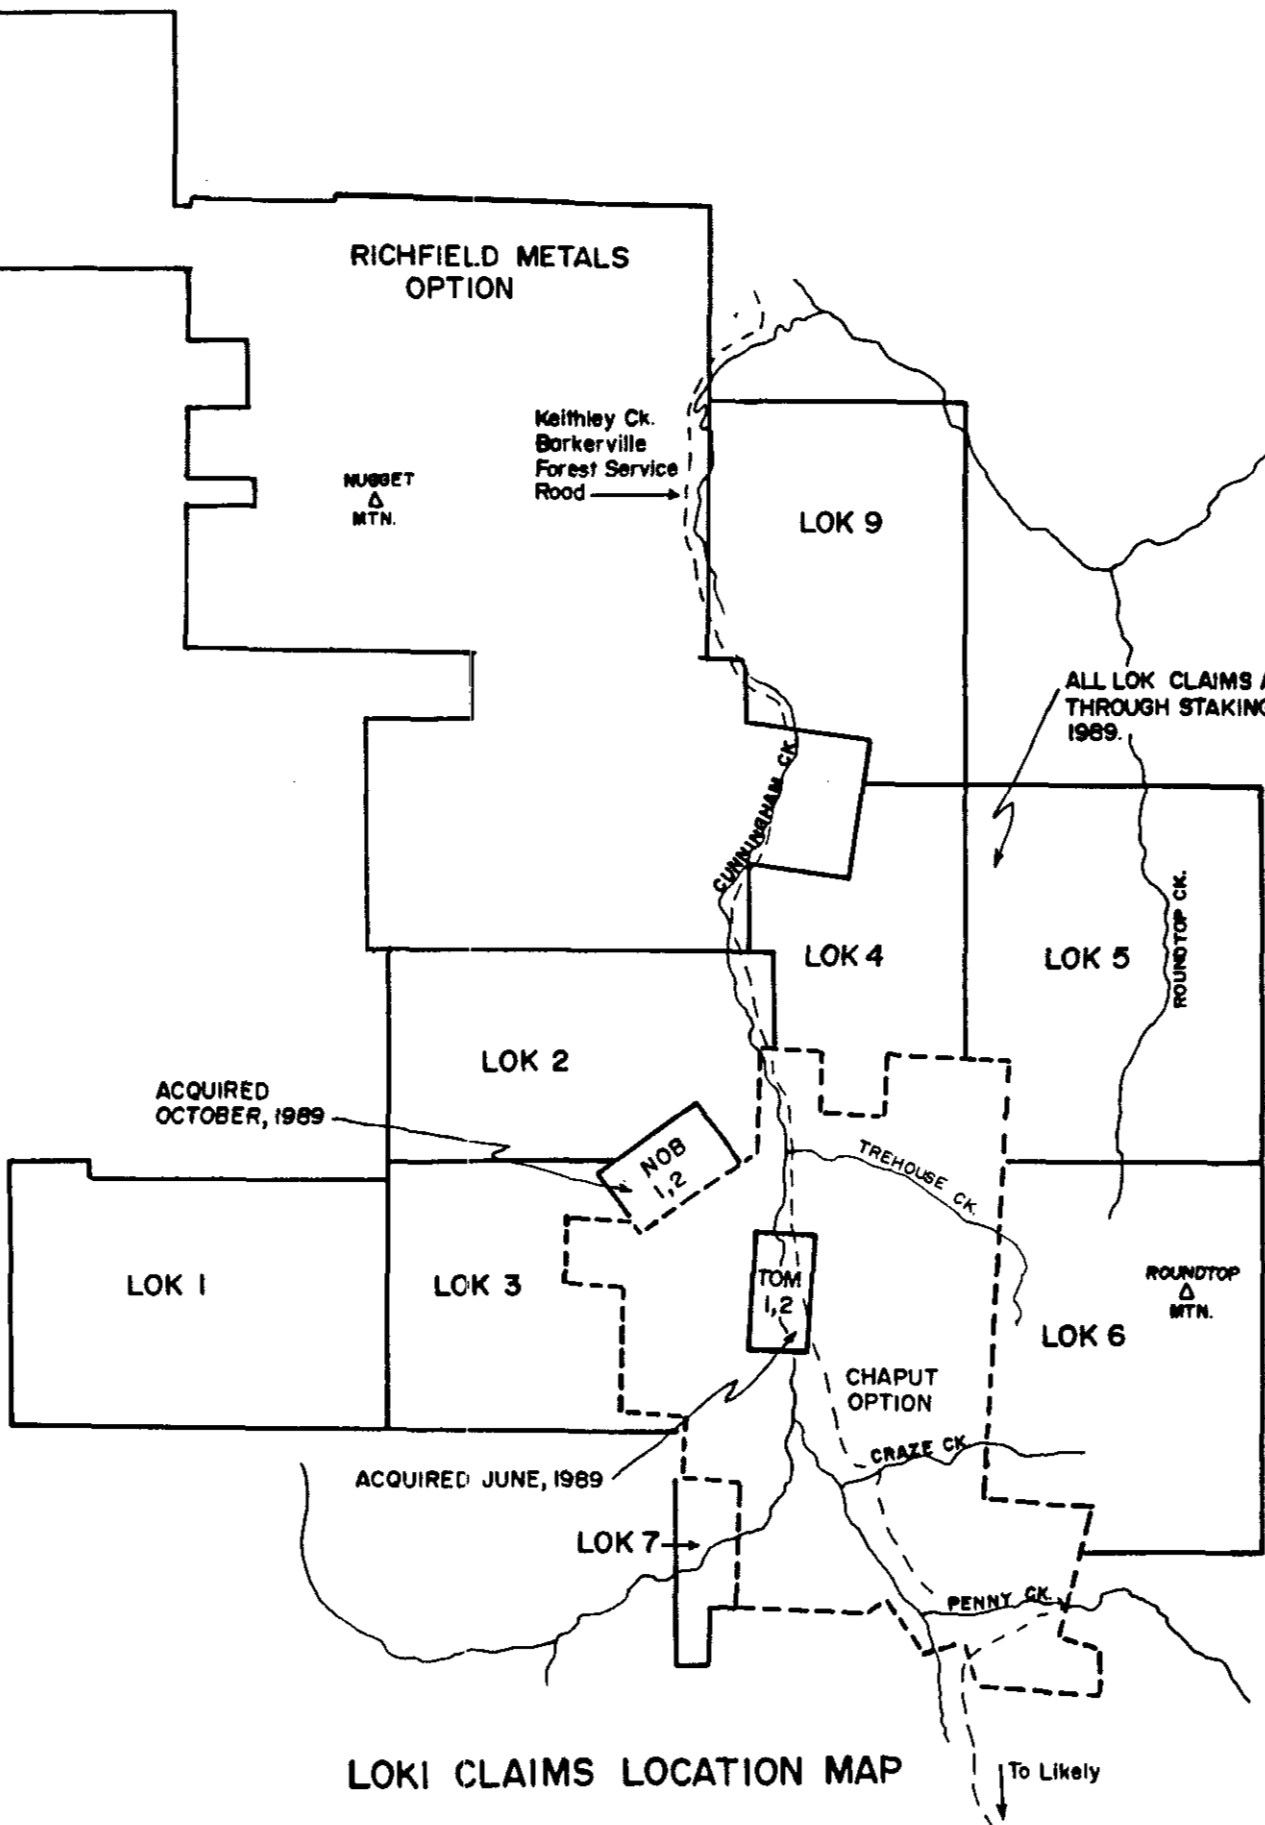 RICHFIELD METALS
OPTION
Keithley Ck.
Barkerville
Forest Service
Road
NUGGET
MTN.
LOK 9
ALL LOK CLAIMS
THROUGH STAKING
1989.
CUNNINGHAM CK.
ROUNDTOP CK.
LOK 4
LOK 5
LOK 2
ACQUIRED
OCTOBER, 1989
NOB
1,2
TREHOUSE CK.
LOK 1
LOK 3
TOM
1,2
ROUNDTOP
MTN.
LOK 6
CHAPUT
OPTION
CRAZE CK.
ACQUIRED JUNE, 1989
LOK 7
PENNY CK.
LOKI CLAIMS LOCATION MAP
To Likely